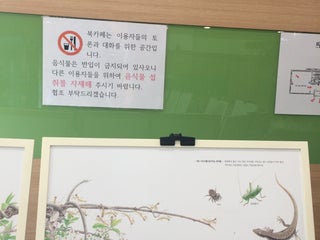 북카페는 이용자들의 토
론과 대화를 위한 공간입
니다.
음식물은 반입이 금지되어 있사오니
다른 이용자들을 위하여 음식물 섭
취를 자제해 주시기 바랍니다.
협조 부탁드리겠습니다.